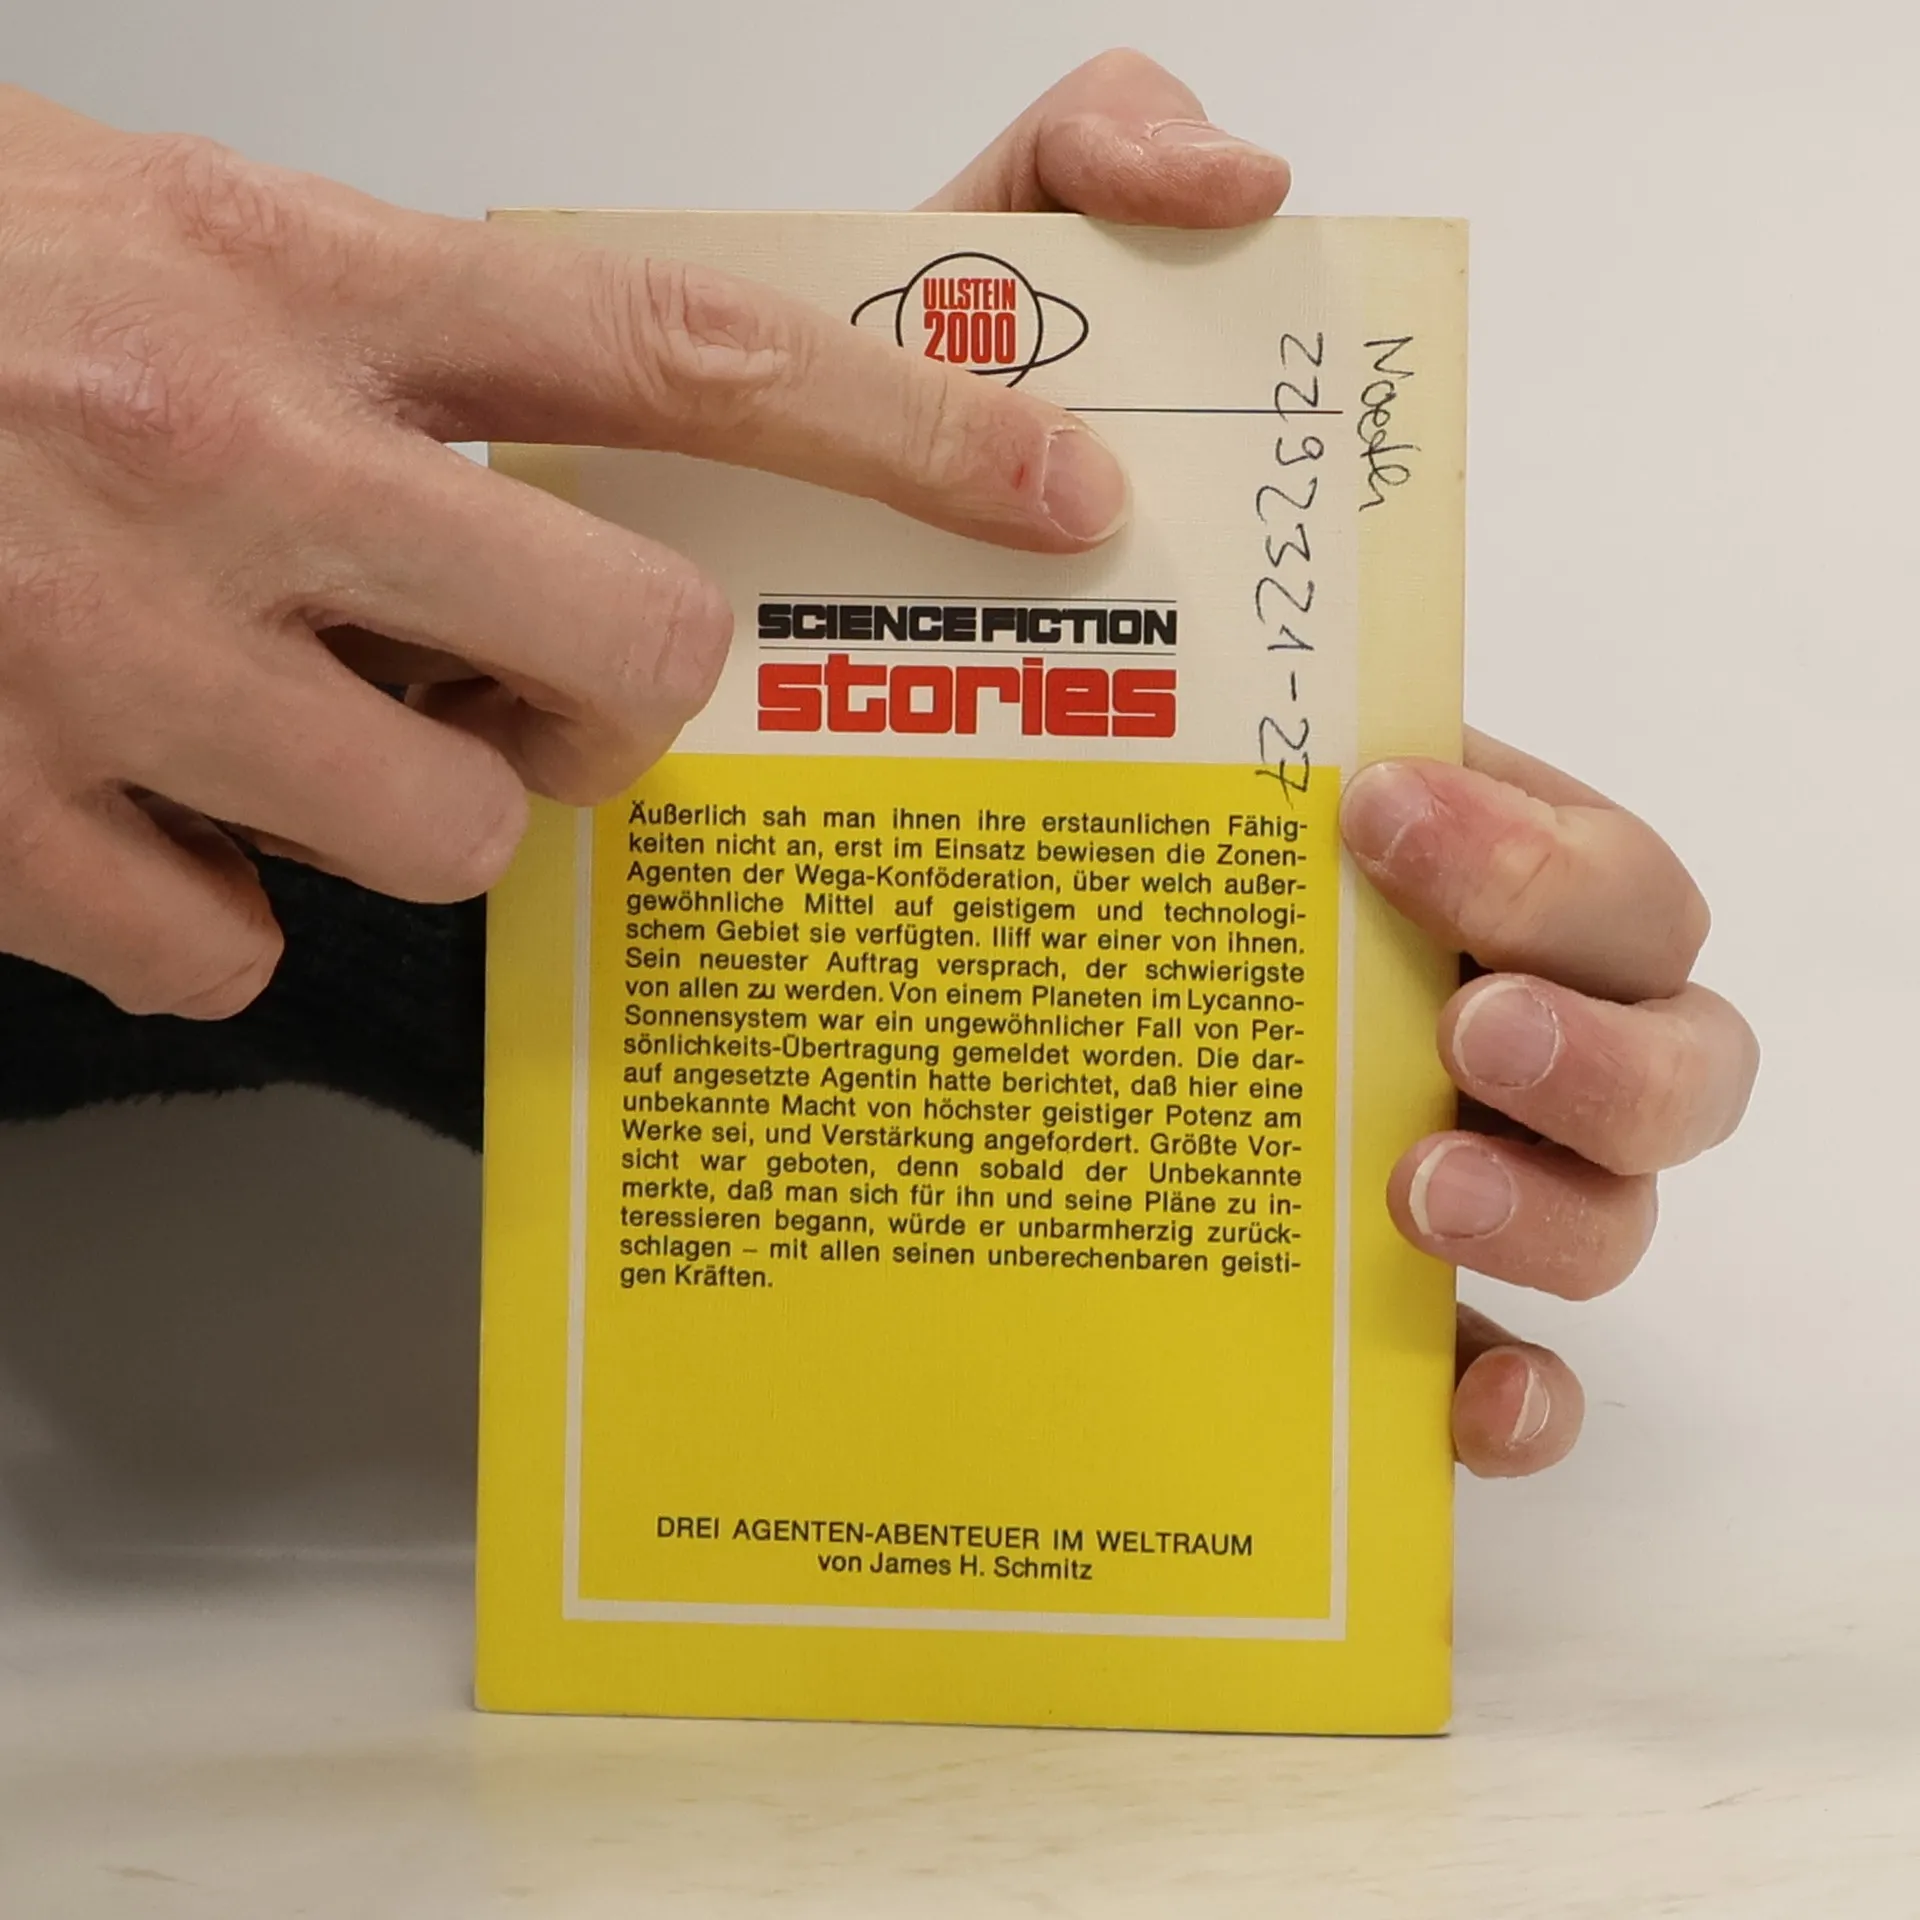 ULLSTEIN
2000
2292321-27
SCIENCE FICTION
stories
Äußerlich sah man ihnen ihre erstaunlichen Fähig-
keiten nicht an, erst im Einsatz bewiesen die Zonen-
Agenten der Wega-Konföderation, über welch außer-
gewöhnliche Mittel auf geistigem und technologi-
schem Gebiet sie verfügten. Iliff war einer von ihnen.
Sein neuester Auftrag versprach, der schwierigste
von allen zu werden. Von einem Planeten im Lycanno-
Sonnensystem war ein ungewöhnlicher Fall von Per-
sönlichkeits-Übertragung gemeldet worden. Die dar-
auf angesetzte Agentin hatte berichtet, daß hier eine
unbekannte Macht von höchster geistiger Potenz am
Werke sei, und Verstärkung angefordert. Größte Vor-
sicht war geboten, denn sobald der Unbekannte
merkte, daß man sich für ihn und seine Pläne zu in-
teressieren begann, würde er unbarmherzig zurück-
schlagen – mit allen seinen unberechenbaren geisti-
gen Kräften.
DREI AGENTEN-ABENTEUER IM WELTRAUM
von James H. Schmitz